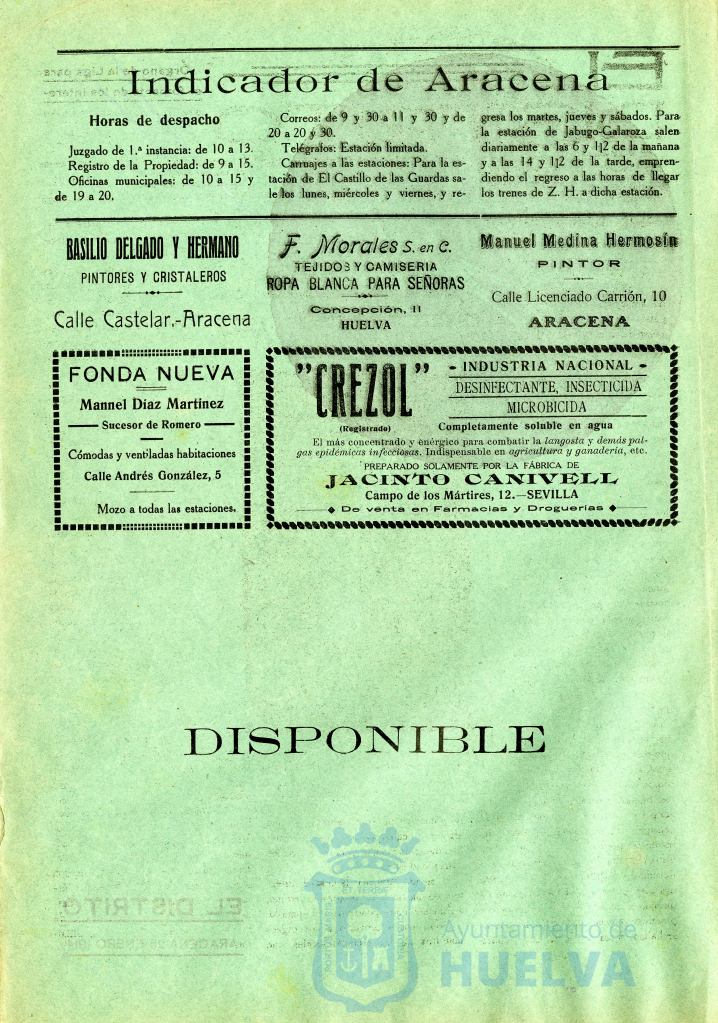 Indicador de Aracena
Horas de despacho
Juzgado de 1.ª instancia: de 10 a 13.
Registro de la Propiedad: de 9 a 15.
Oficinas municipales: de 10 a 15 y
de 19 a 20.
Correos: de 9 y 30 a 11 y 30 y de
20 a 20 y 30.
Telégrafos: Estación limitada.
Carruajes a las estaciones: Para la es-
tación de El Castillo de las Guardas sa-
le los lunes, miércoles y viernes, y re-
gresa los martes, jueves y sábados. Para
la estación de Jabugo-Galaroza salen
diariamente a las 6 y 1|2 de la mañana
y a las 14 y 1|2 de la tarde, empren-
diendo el regreso a las horas de llegar
los trenes de Z. H. a dicha estación.
BASILIO DELGADO Y HERMANO
PINTORES Y CRISTALEROS
Calle Castelar.-Aracena
F. Morales S. en C.
TEJIDOS Y CAMISERIA
ROPA BLANCA PARA SEÑORAS
Concepción, 11
HUELVA
Manuel Medina Hermosín
PINTOR
Calle Licenciado Carrión, 10
ARACENA
FONDA NUEVA
Mannel Díaz Martinez
Sucesor de Romero
Cómodas y ventiladas habitaciones
Calle Andrés González, 5
Mozo a todas las estaciones.
"CREZOL"
(Registrado)
- INDUSTRIA NACIONAL -
DESINFECTANTE, INSECTICIDA
MICROBICIDA
Completamente soluble en agua
El más concentrado y enérgico para combatir la langosta y demás pal-
gas epidémicas infecciosas. Indispensable en agricultura y ganadería, etc.
PREPARADO SOLAMENTE POR LA FÁBRICA DE
JACINTO CANIVELL
Campo de los Mártires, 12.—SEVILLA
De venta en Farmacias y Droguerías
DISPONIBLE
EL DISTRITO
Ayuntamiento de
HUELVA